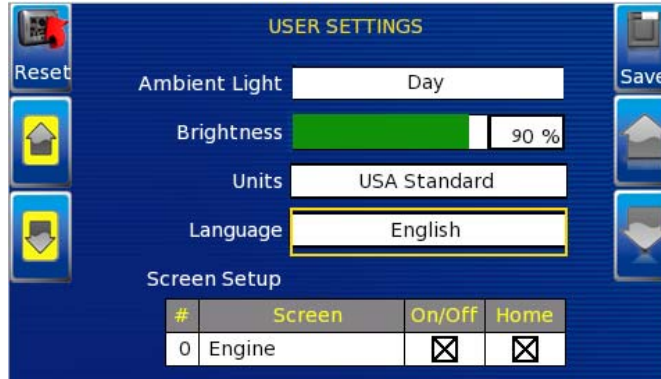 USER SETTINGS
Reset
Save
Ambient Light Day
Brightness 90 %
Units USA Standard
Language English
Screen Setup
# Screen On/Off Home
0 Engine